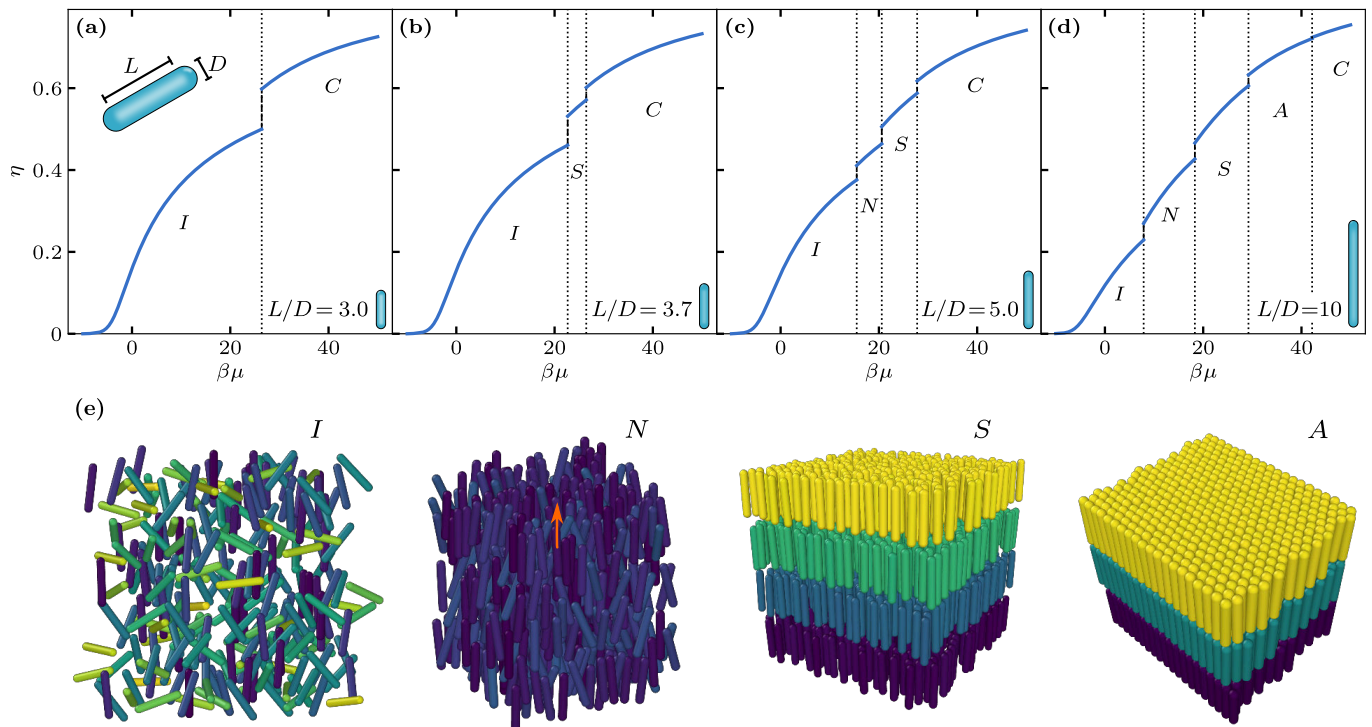 (a) (b) (c) (d)
L D
C C C C
0.6
A
η 0.4
S S S
N N
I I I I
0.2
L/D = 3.0 L/D = 3.7 L/D = 5.0 L/D=10
0
0 20 40 0 20 40 0 20 40 0 20 40
βμ βμ βμ βμ
(e)
I N S A